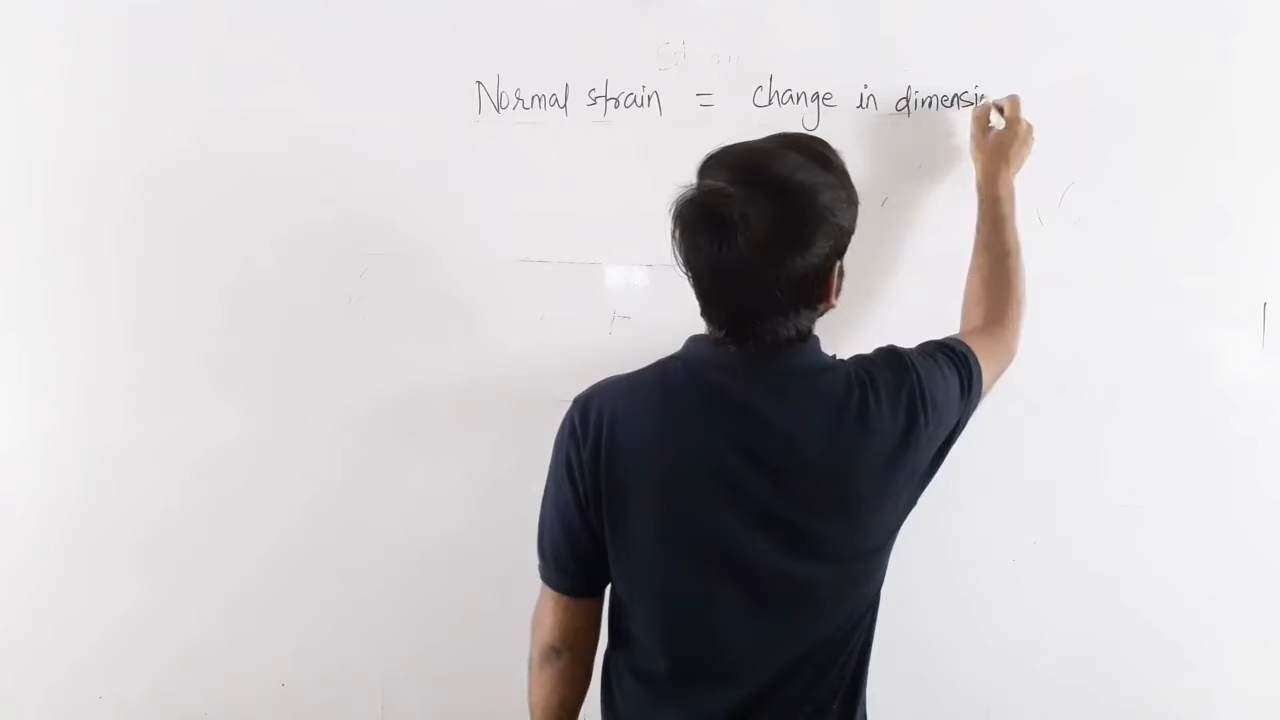 Normal strain = change in dimensi